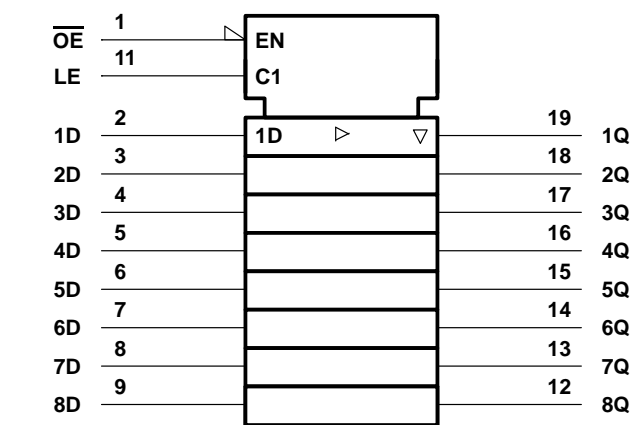 OE 1 EN
LE 11 C1
1D 2 1D 19 1Q
2D 3 18 2Q
3D 4 17 3Q
4D 5 16 4Q
5D 6 15 5Q
6D 7 14 6Q
7D 8 13 7Q
8D 9 12 8Q